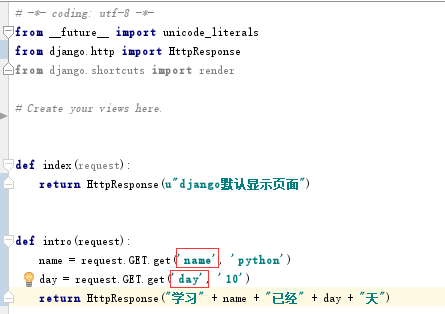 # -*- coding: utf-8 -*-
from __future__ import unicode_literals
from django.http import HttpResponse
from django.shortcuts import render
# Create your views here.
def index(request):
return HttpResponse(u"django默认显示页面")
def intro(request):
name = request.GET.get('name', 'python')
day = request.GET.get('day', '10')
return HttpResponse("学习" + name + "已经" + day + "天")